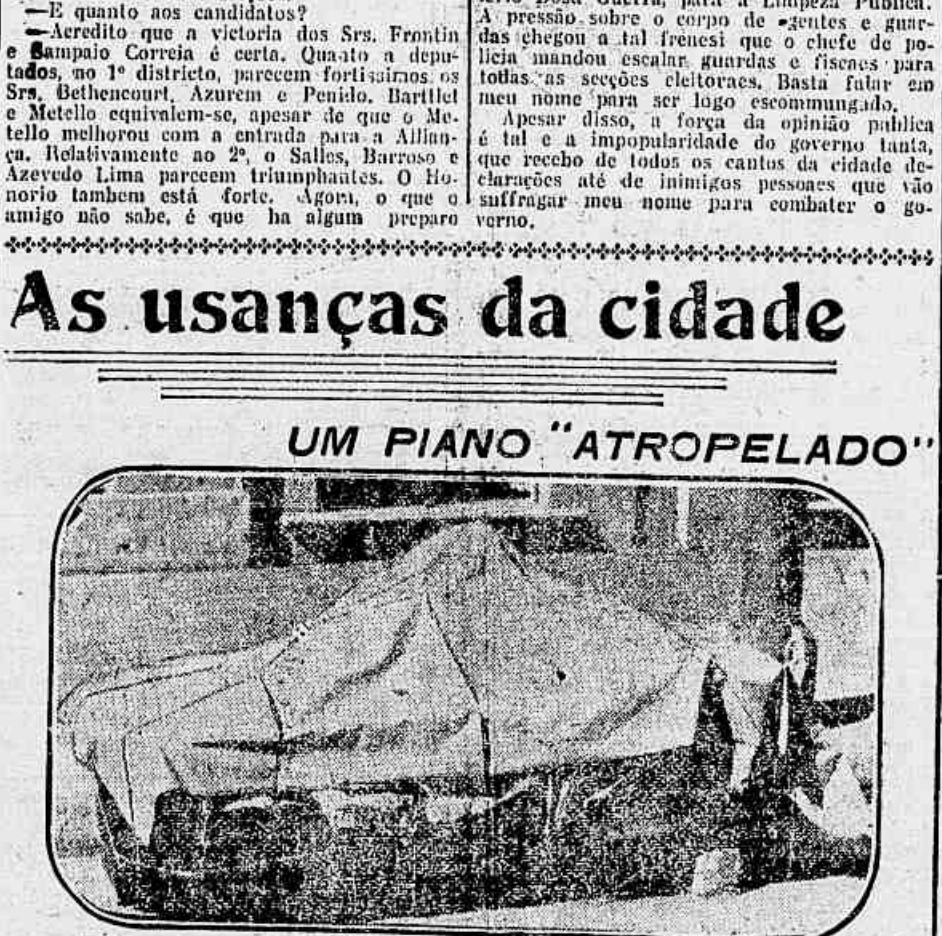 —E quanto aos candidatos?
—Acredito que a victoria dos Srs. Frontin
e Sampaio Correia é certa. Quanto a depu-
tados, no 1º districto, parecem fortissimos os
Srs. Bethencourt, Azurem e Penido. Barttlet
e Metello equivalem-se, apesar de que o Me-
tello melhorou com a entrada para a Allian-
ça. Relativamente ao 2º, o Salles, Barroso e
Azevedo Lima parecem triumphantes. O Ho-
norio tambem está forte. Agora, o que o
amigo não sabe, é que ha algum preparo
Guerra, para a Limpeza Publica.
A pressão sobre o corpo de agentes e guar-
das chegou a tal frenesi que o chefe de po-
licia mandou escalar guardas e fiscaes para
todas as secções eleitoraes. Basta falar em
meu nome para ser logo escommungado.
Apesar disso, a força da opinião publica
é tal e a impopularidade do governo tanta,
que recebo de todos os cantos da cidade de-
clarações até de inimigos pessoaes que vão
suffragar meu nome para combater o go-
verno.
As usanças da cidade
UM PIANO "ATROPELADO"